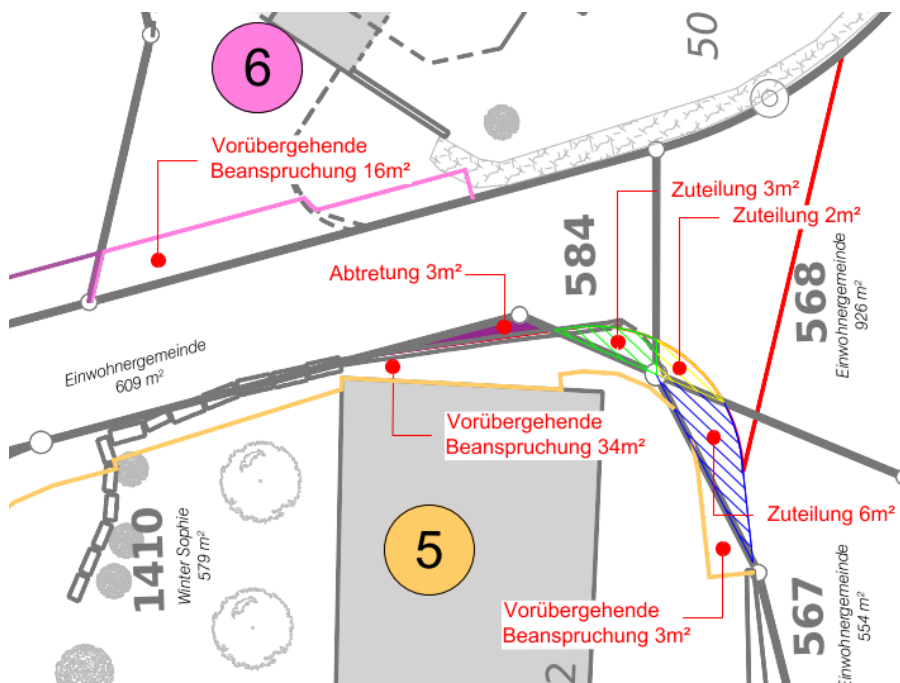 6
50
Vorübergehende
Beanspruchung 16m²
Zuteilung 3m²
Zuteilung 2m²
584
Abtretung 3m²
568
Einwohnergemeinde
926 m²
Einwohnergemeinde
609 m²
Vorübergehende
Beanspruchung 34m²
1410
Winter Sophie
579 m²
5
Zuteilung 6m²
Vorübergehende
Beanspruchung 3m²
567
Einwohnergemeinde
554 m²
2